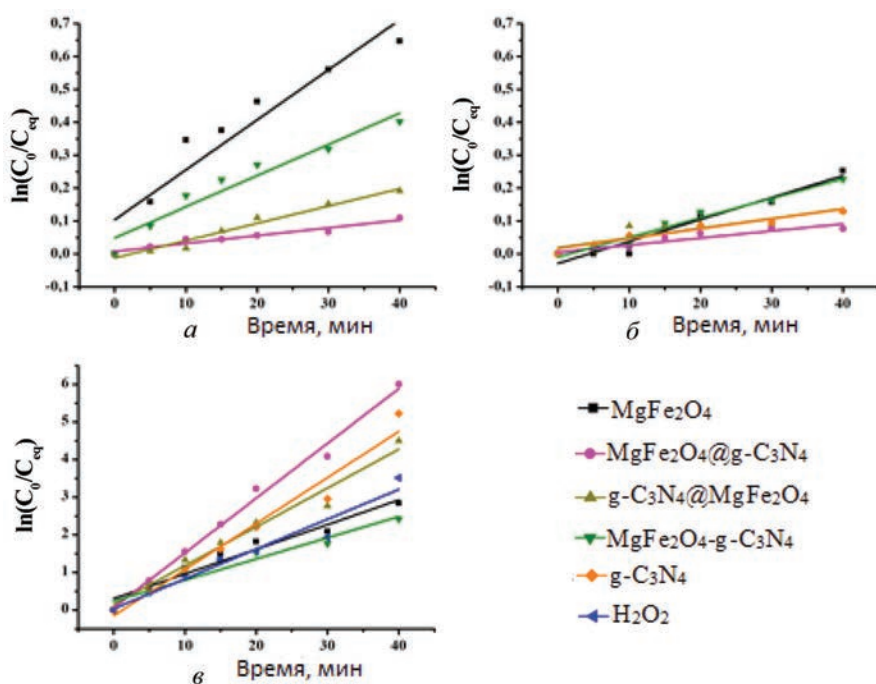 ln(C₀/C_eq)
0,7
0,6
0,5
0,4
0,3
0,2
0,1
0,0
-0,1
0 10 20 30 40
а Время, мин
ln(C₀/C_eq)
0,7
0,6
0,5
0,4
0,3
0,2
0,1
0,0
-0,1
0 10 20 30 40
б Время, мин
ln(C₀/C_eq)
6
5
4
3
2
1
0
0 10 20 30 40
в Время, мин
MgFe₂O₄
MgFe₂O₄@g-C₃N₄
g-C₃N₄@MgFe₂O₄
MgFe₂O₄-g-C₃N₄
g-C₃N₄
H₂O₂